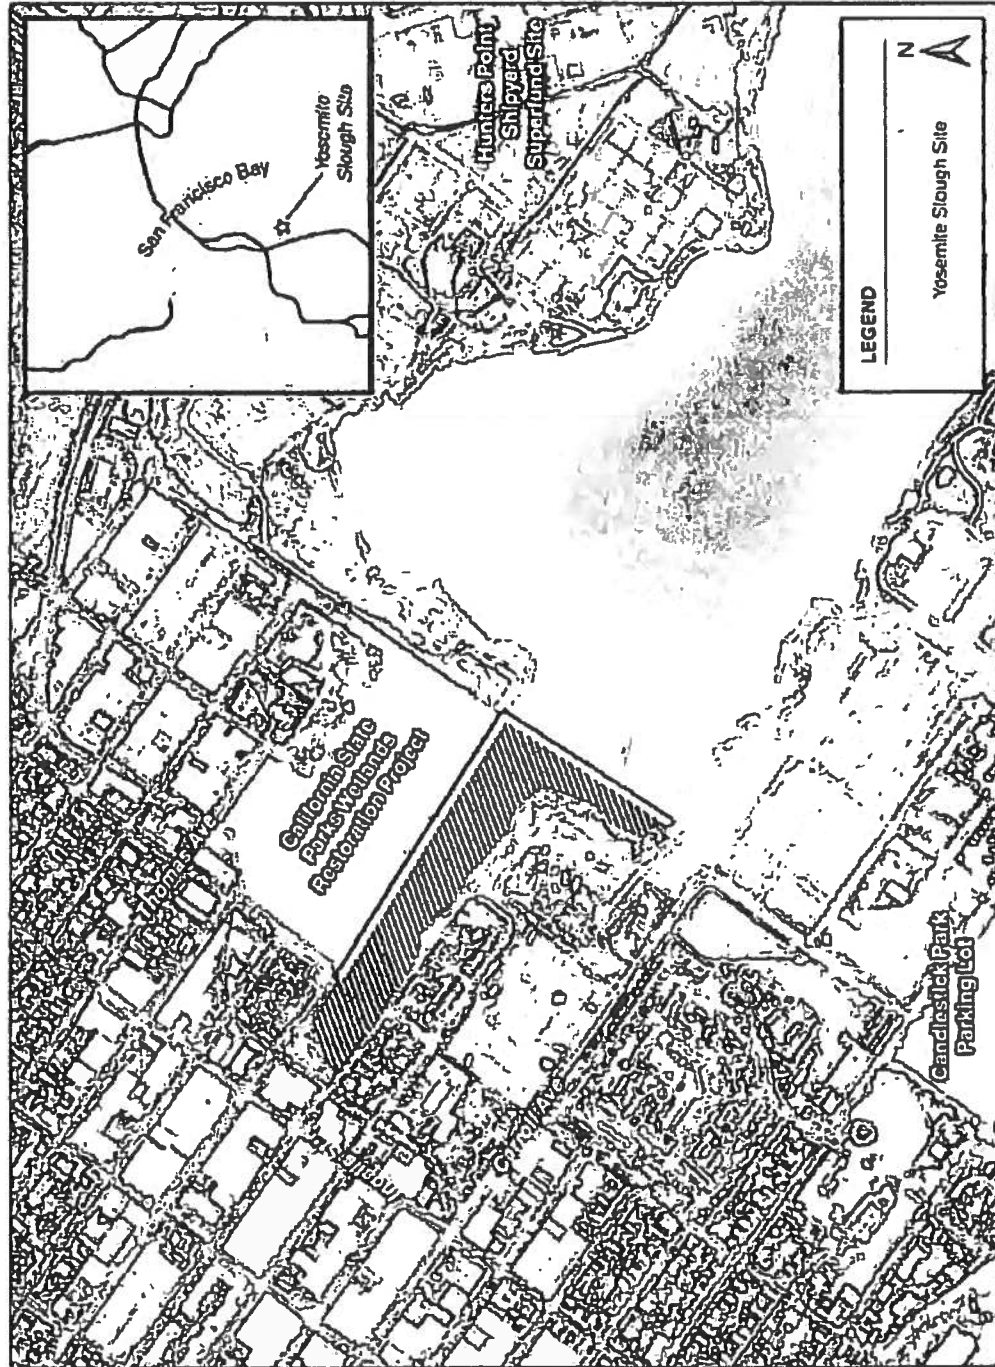 San Francisco Bay
Yosemite
Slough Site
Hunters Point
Shipyard
Superfund Site
California State
Parks Wetlands
Restoration Project
Candlestick Park
Parking Lot
LEGEND
Yosemite Slough Site
N